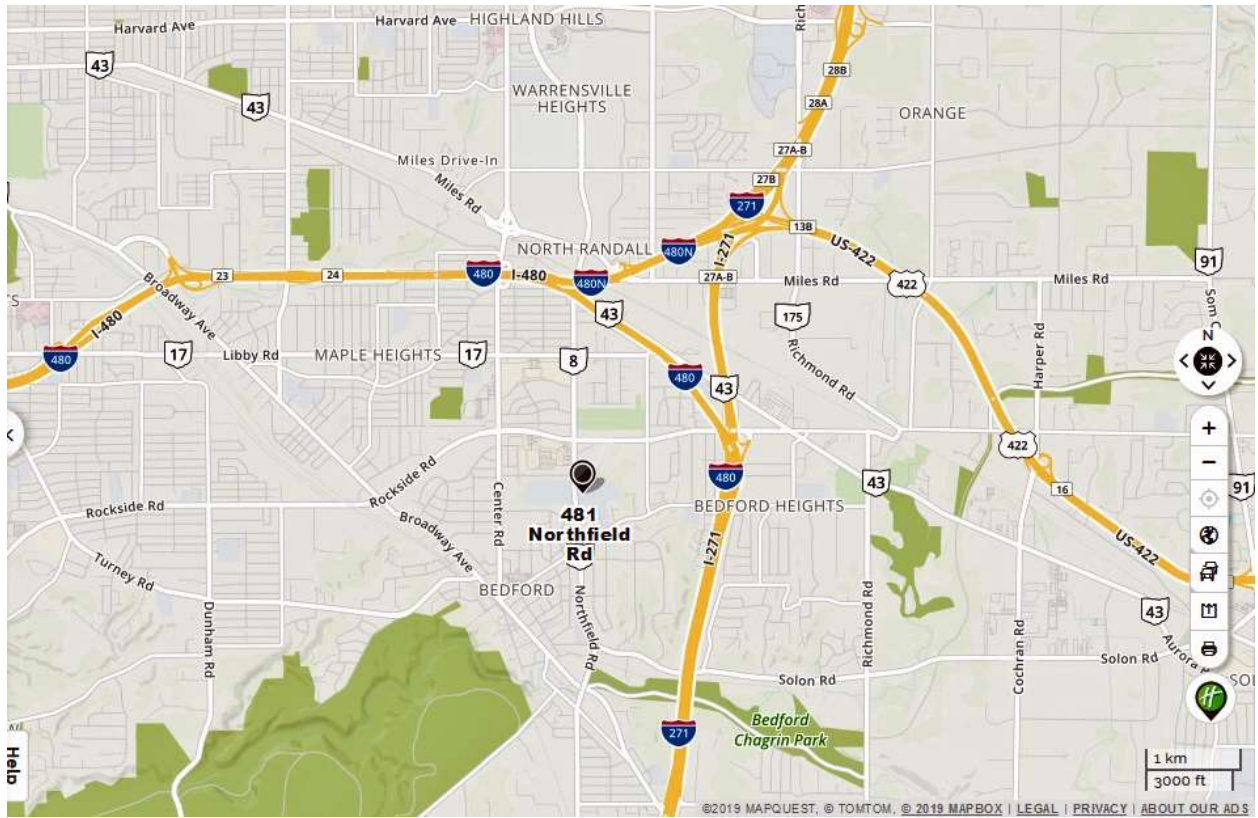 Harvard Ave
HIGHLAND HILLS
43
43
WARRENSVILLE
HEIGHTS
28B
28A
ORANGE
Miles Drive-In
Miles Rd
27A-B
27B
271
13B
NORTH RANDALL
480N
I-271
US-422
91
23
24
480
I-480
480N
27A-B
Miles Rd
422
Miles Rd
Broadway Ave
43
175
I-480
480
17
Libby Rd
MAPLE HEIGHTS
17
8
480
43
Richmond Rd
Harper Rd
N
422
Rockside Rd
Rockside Rd
Center Rd
481
Northfield
Rd
480
BEDFORD HEIGHTS
43
16
91
US-422
Broadway Ave
I-271
Turney Rd
BEDFORD
Dunham Rd
Northfield Rd
Richmond Rd
Cochran Rd
43
Solon Rd
Solon Rd
H
Bedford
Chagrin Park
271
Help
1 km
3000 ft
©2019 MAPQUEST, © TOMTOM, © 2019 MAPBOX | LEGAL | PRIVACY | ABOUT OUR ADS